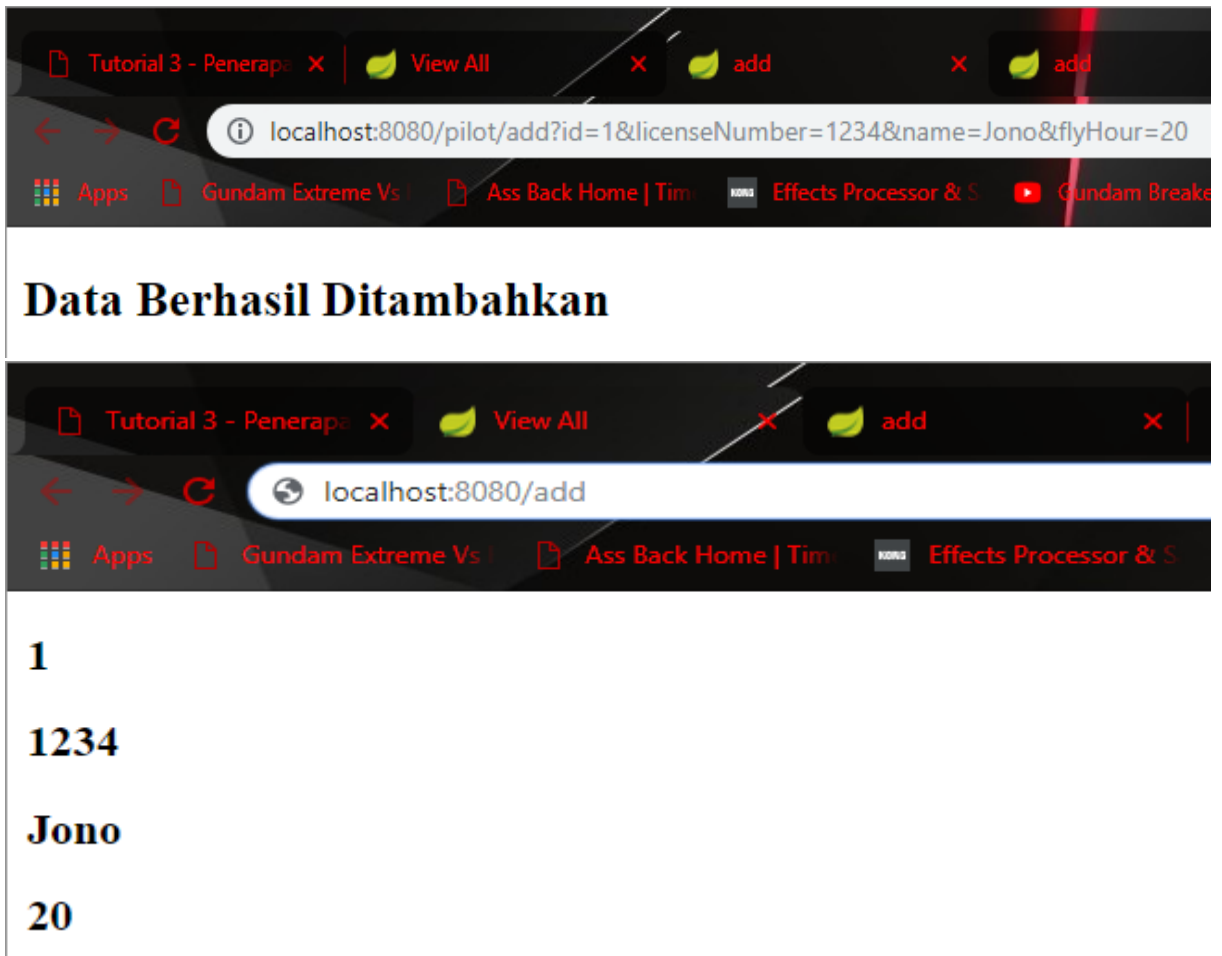 Tutorial 3 - Penerapa View All add add
localhost:8080/pilot/add?id=1&licenseNumber=1234&name=Jono&flyHour=20
Apps Gundam Extreme Vs Ass Back Home | Tim KORG Effects Processor & S Gundam Breake
Data Berhasil Ditambahkan
Tutorial 3 - Penerapa View All add
localhost:8080/add
Apps Gundam Extreme Vs Ass Back Home | Tim KORG Effects Processor & S
1
1234
Jono
20